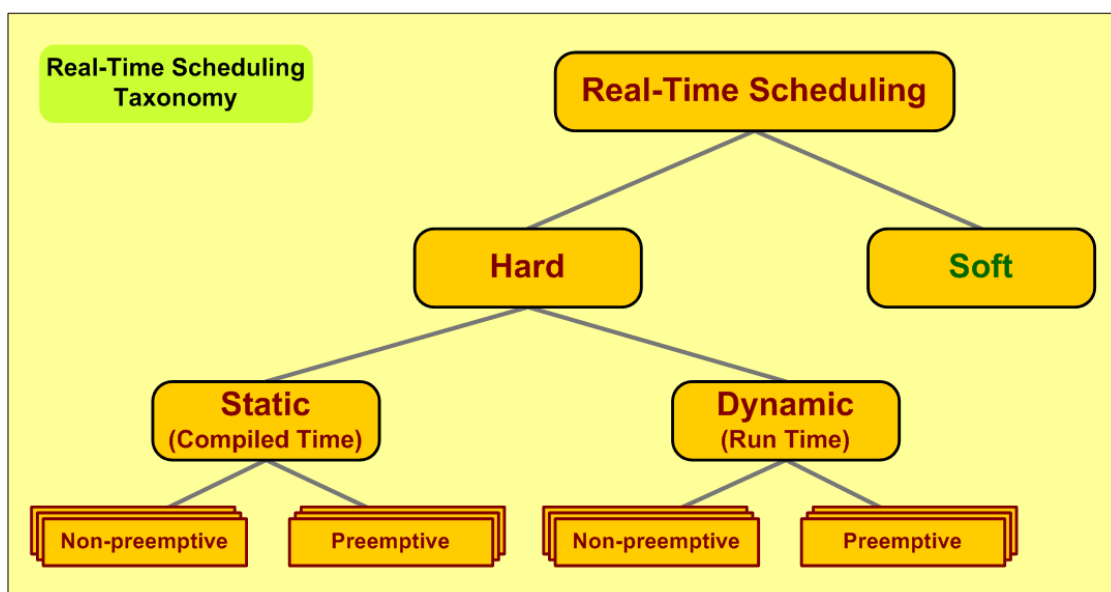 Real-Time Scheduling
Taxonomy
Real-Time Scheduling
Hard
Soft
Static
(Compiled Time)
Dynamic
(Run Time)
Non-preemptive
Preemptive
Non-preemptive
Preemptive